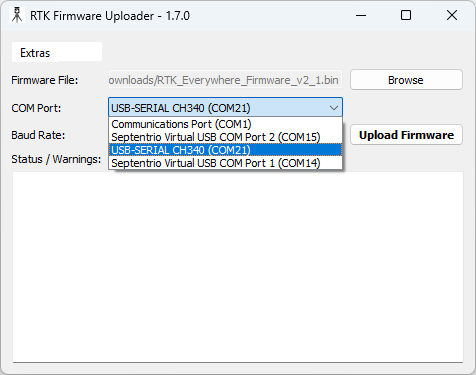 RTK Firmware Uploader - 1.7.0
Extras
Firmware File: ownloads/RTK_Everywhere_Firmware_v2_1.bin Browse
COM Port: USB-SERIAL CH340 (COM21)
Communications Port (COM1)
Baud Rate: Septentrio Virtual USB COM Port 2 (COM15) Upload Firmware
USB-SERIAL CH340 (COM21)
Status / Warnings: Septentrio Virtual USB COM Port 1 (COM14)